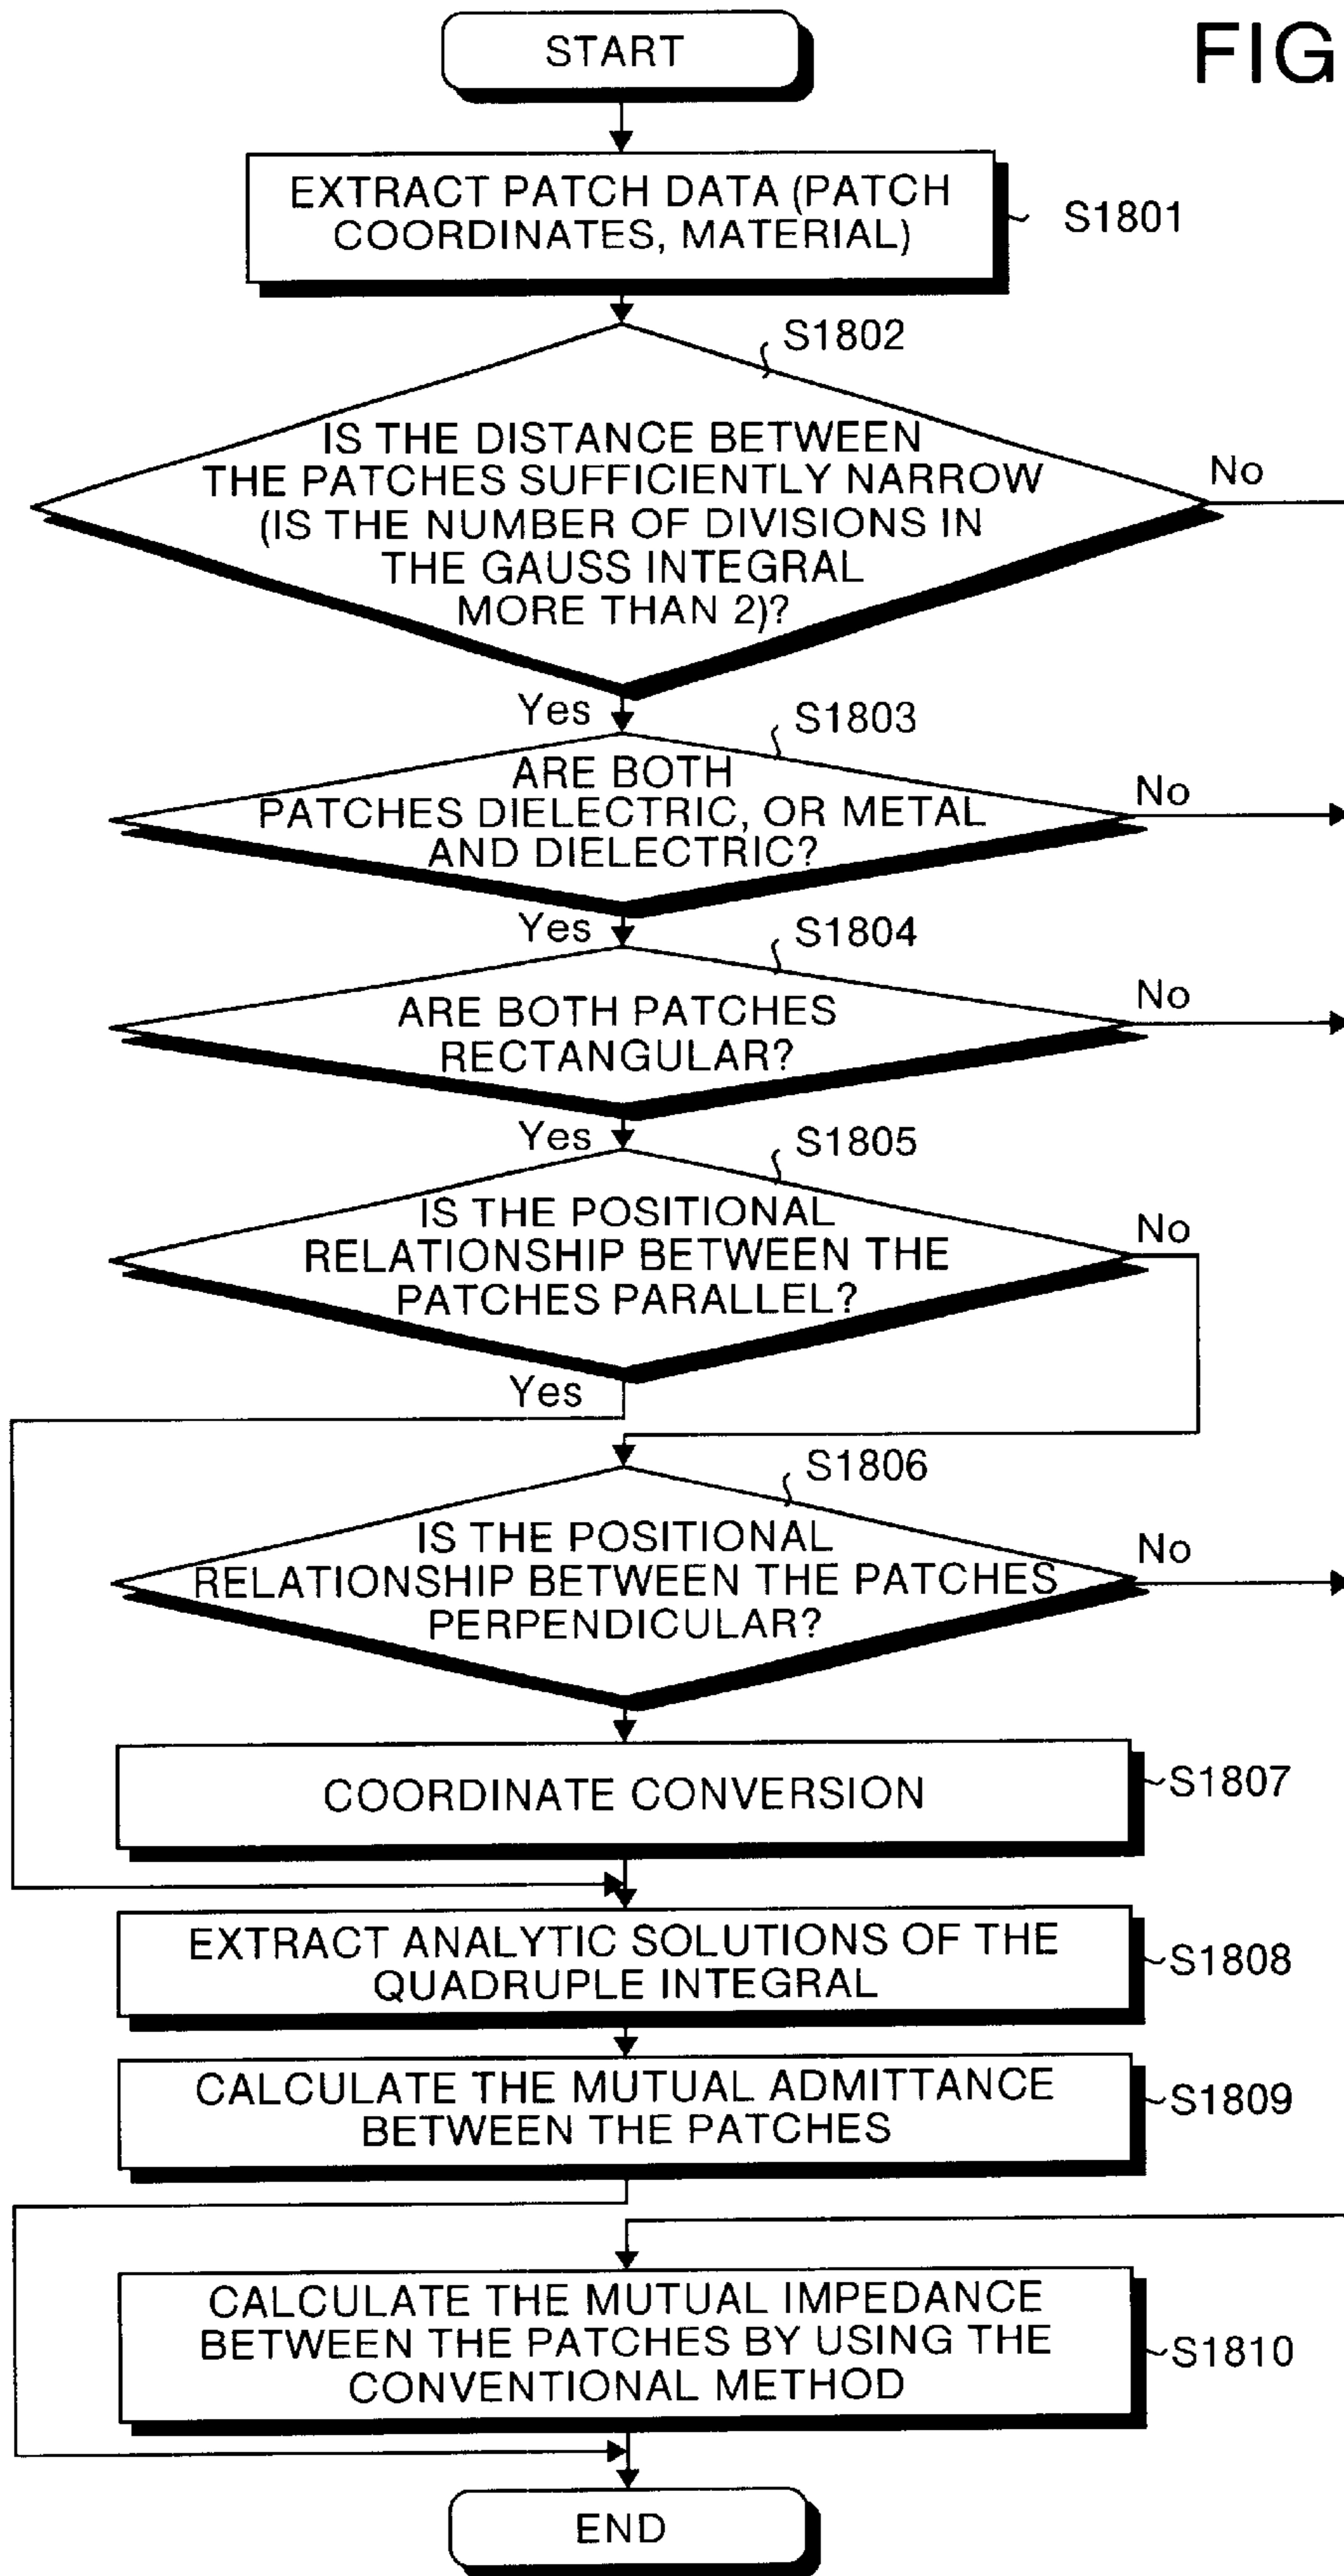 FIG
START
EXTRACT PATCH DATA (PATCH
COORDINATES, MATERIAL)
S1801
S1802
IS THE DISTANCE BETWEEN
THE PATCHES SUFFICIENTLY NARROW
(IS THE NUMBER OF DIVISIONS IN
THE GAUSS INTEGRAL
MORE THAN 2)?
No
Yes
S1803
ARE BOTH
PATCHES DIELECTRIC, OR METAL
AND DIELECTRIC?
No
Yes
S1804
ARE BOTH PATCHES
RECTANGULAR?
No
Yes
S1805
IS THE POSITIONAL
RELATIONSHIP BETWEEN THE
PATCHES PARALLEL?
No
Yes
S1806
IS THE POSITIONAL
RELATIONSHIP BETWEEN THE PATCHES
PERPENDICULAR?
No
COORDINATE CONVERSION
S1807
EXTRACT ANALYTIC SOLUTIONS OF THE
QUADRUPLE INTEGRAL
S1808
CALCULATE THE MUTUAL ADMITTANCE
BETWEEN THE PATCHES
S1809
CALCULATE THE MUTUAL IMPEDANCE
BETWEEN THE PATCHES BY USING THE
CONVENTIONAL METHOD
S1810
END